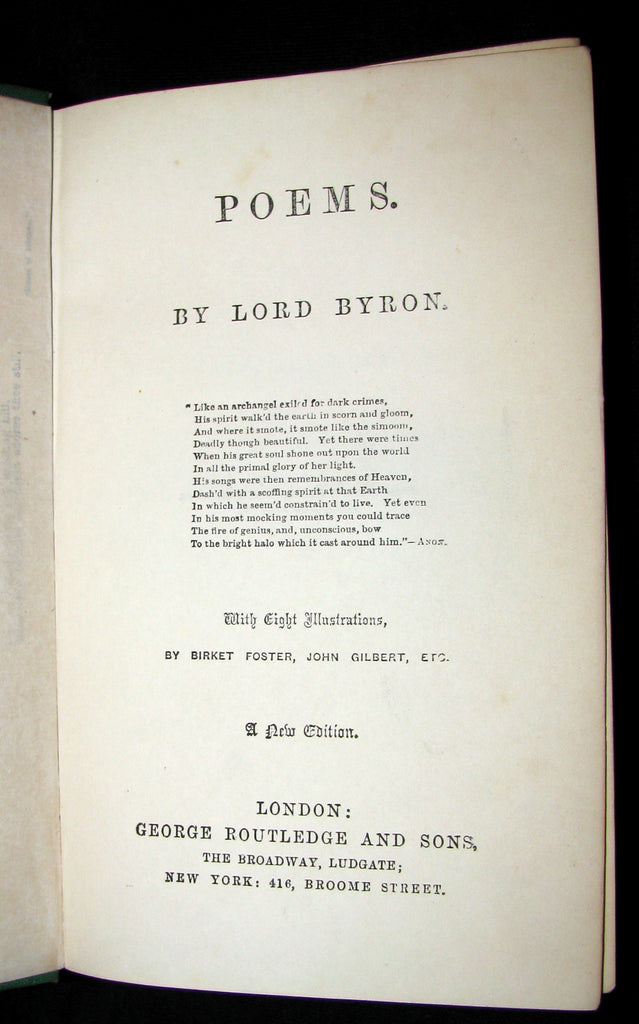 POEMS.
BY LORD BYRON.
"Like an archangel exiled for dark crimes,
His spirit walk'd the earth in scorn and gloom,
And where it smote, it smote like the simoom,
Deadly though beautiful. Yet there were times
When his great soul shone out upon the world
In all the primal glory of her light.
His songs were then remembrances of Heaven,
Dash'd with a scoffing spirit at that Earth
In which he seem'd constrain'd to live. Yet even
In his most mocking moments you could trace
The fire of genius, and, unconscious, bow
To the bright halo which it cast around him."—ANON.
With Eight Illustrations,
BY BIRKET FOSTER, JOHN GILBERT, ETC.
A New Edition.
LONDON:
GEORGE ROUTLEDGE AND SONS,
THE BROADWAY, LUDGATE;
NEW YORK: 416, BROOME STREET.